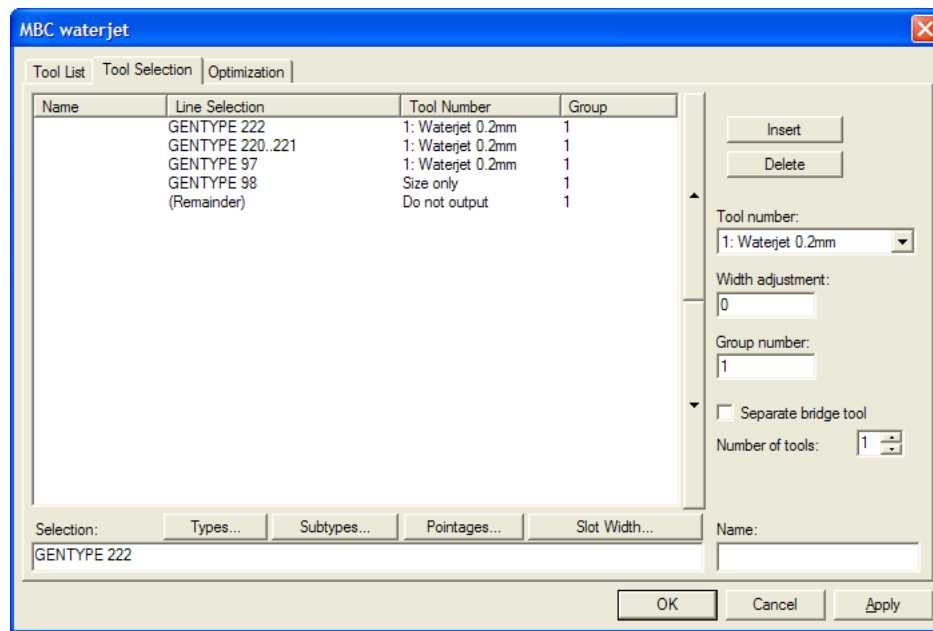 MBC waterjet
Tool List Tool Selection Optimization
Name Line Selection Tool Number Group
GENTYPE 222 1: Waterjet 0.2mm 1
GENTYPE 220..221 1: Waterjet 0.2mm 1
GENTYPE 97 1: Waterjet 0.2mm 1
GENTYPE 98 Size only 1
(Remainder) Do not output 1
Insert
Delete
Tool number:
1: Waterjet 0.2mm
Width adjustment:
0
Group number:
1
Separate bridge tool
Number of tools: 1
Selection: Types... Subtypes... Pointages... Slot Width... Name:
GENTYPE 222
OK Cancel Apply